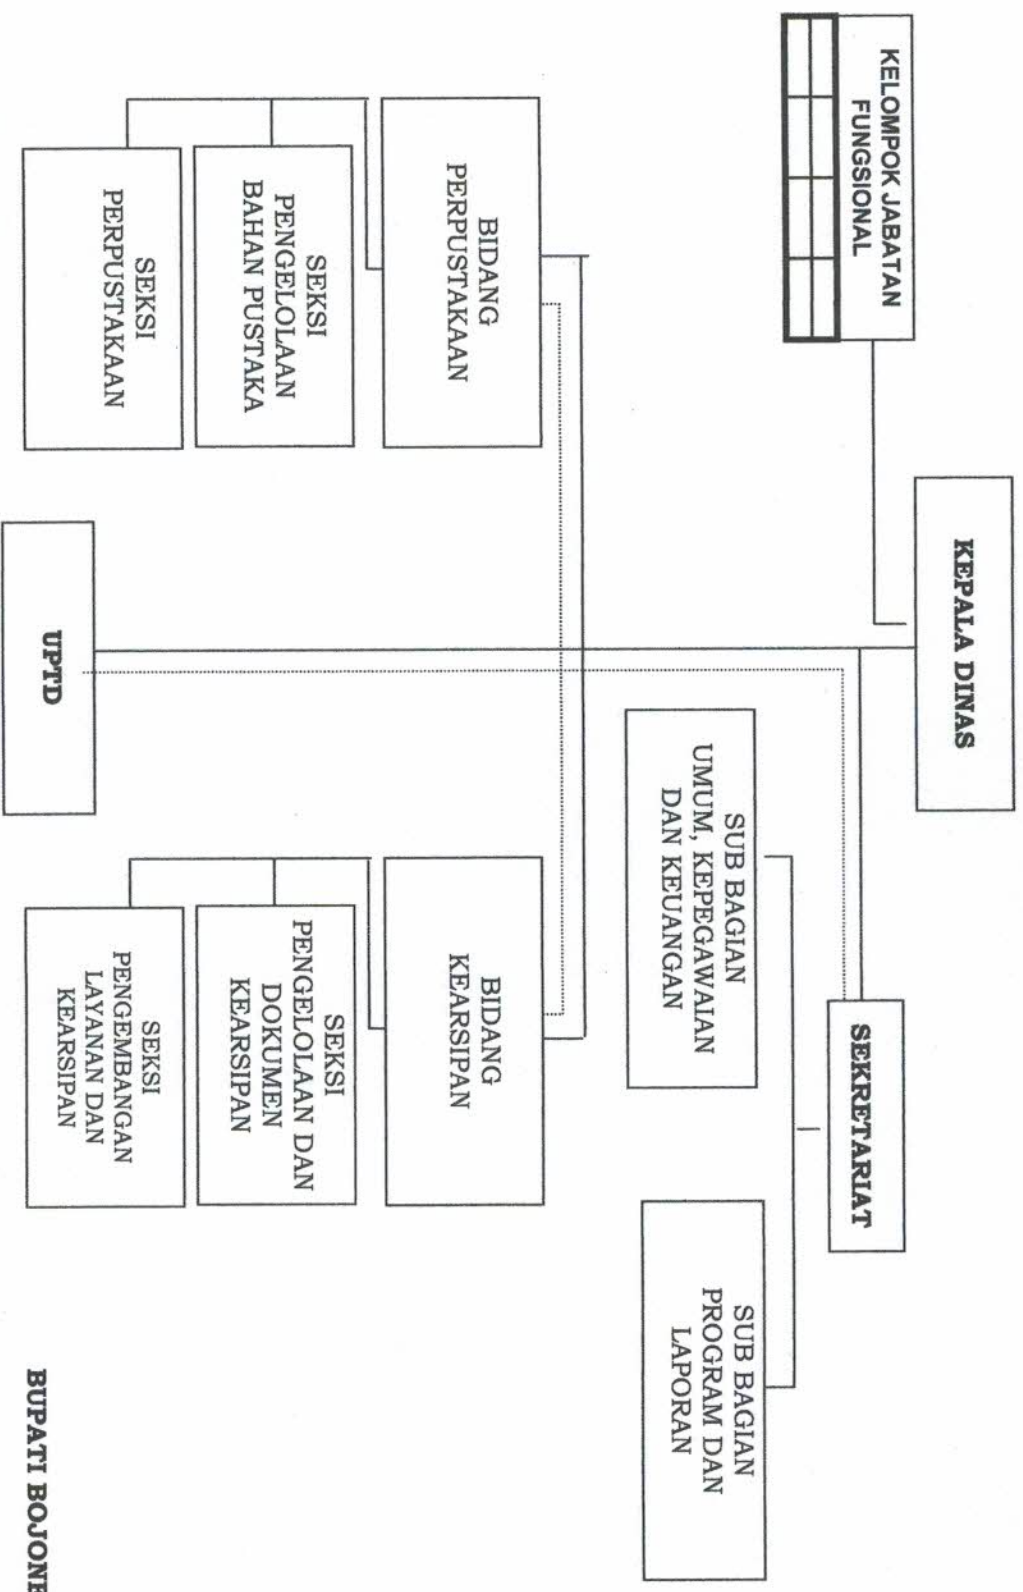 KEPALA DINAS
KELOMPOK JABATAN
FUNGSIONAL
SEKRETARIAT
SUB BAGIAN
UMUM, KEPEGAWAIAN
DAN KEUANGAN
SUB BAGIAN
PROGRAM DAN
LAPORAN
BIDANG
PERPUSTAKAAN
SEKSI
PENGELOLAAN
BAHAN PUSTAKA
SEKSI
PERPUSTAKAAN
BIDANG
KEARSIPAN
SEKSI
PENGELOLAAN DAN
DOKUMEN
KEARSIPAN
SEKSI
PENGEMBANGAN
LAYANAN DAN
KEARSIPAN
UPTD
BUPATI BOJONE